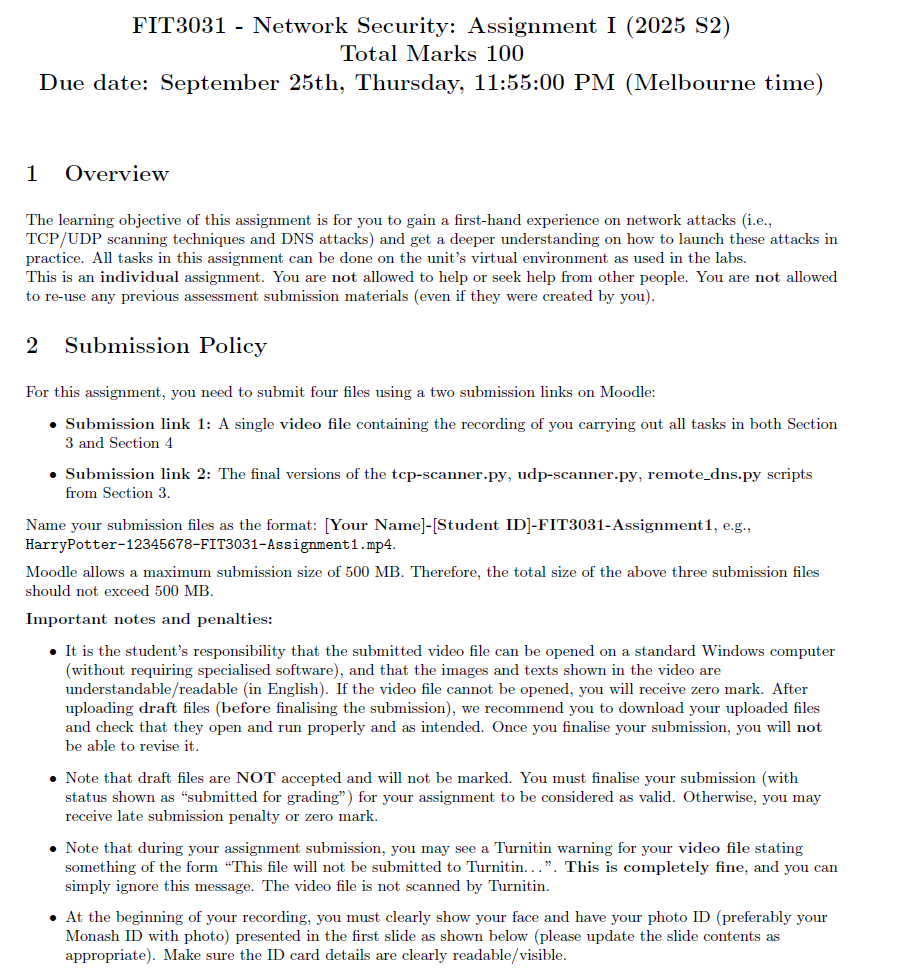 FIT3031 - Network Security: Assignment I (2025 S2)
Total Marks 100
Due date: September 25th, Thursday, 11:55:00 PM (Melbourne time)
1 Overview
The learning objective of this assignment is for you to gain a first-hand experience on network attacks (i.e.,
TCP/UDP scanning techniques and DNS attacks) and get a deeper understanding on how to launch these attacks in
practice. All tasks in this assignment can be done on the unit's virtual environment as used in the labs.
This is an individual assignment. You are not allowed to help or seek help from other people. You are not allowed
to re-use any previous assessment submission materials (even if they were created by you).
2 Submission Policy
For this assignment, you need to submit four files using a two submission links on Moodle:
• Submission link 1: A single video file containing the recording of you carrying out all tasks in both Section
3 and Section 4
• Submission link 2: The final versions of the tcp-scanner.py, udp-scanner.py, remote_dns.py scripts
from Section 3.
Name your submission files as the format: [Your Name]-[Student ID]-FIT3031-Assignment1, e.g.,
HarryPotter-12345678-FIT3031-Assignment1.mp4.
Moodle allows a maximum submission size of 500 MB. Therefore, the total size of the above three submission files
should not exceed 500 MB.
Important notes and penalties:
• It is the student's responsibility that the submitted video file can be opened on a standard Windows computer
(without requiring specialised software), and that the images and texts shown in the video are
understandable/readable (in English). If the video file cannot be opened, you will receive zero mark. After
uploading draft files (before finalising the submission), we recommend you to download your uploaded files
and check that they open and run properly and as intended. Once you finalise your submission, you will not
be able to revise it.
• Note that draft files are NOT accepted and will not be marked. You must finalise your submission (with
status shown as "submitted for grading") for your assignment to be considered as valid. Otherwise, you may
receive late submission penalty or zero mark.
• Note that during your assignment submission, you may see a Turnitin warning for your video file stating
something of the form "This file will not be submitted to Turnitin...". This is completely fine, and you can
simply ignore this message. The video file is not scanned by Turnitin.
• At the beginning of your recording, you must clearly show your face and have your photo ID (preferably your
Monash ID with photo) presented in the first slide as shown below (please update the slide contents as
appropriate). Make sure the ID card details are clearly readable/visible.